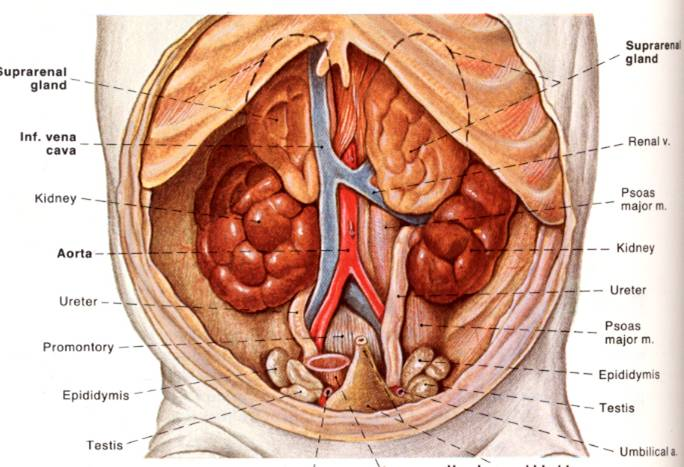 Suprarenal
gland
Inf. vena
cava
Kidney
Aorta
Ureter
Promontory
Epididymis
Testis
Suprarenal
gland
Renal v.
Psoas
major m.
Kidney
Ureter
Psoas
major m.
Epididymis
Testis
Umbilical a.